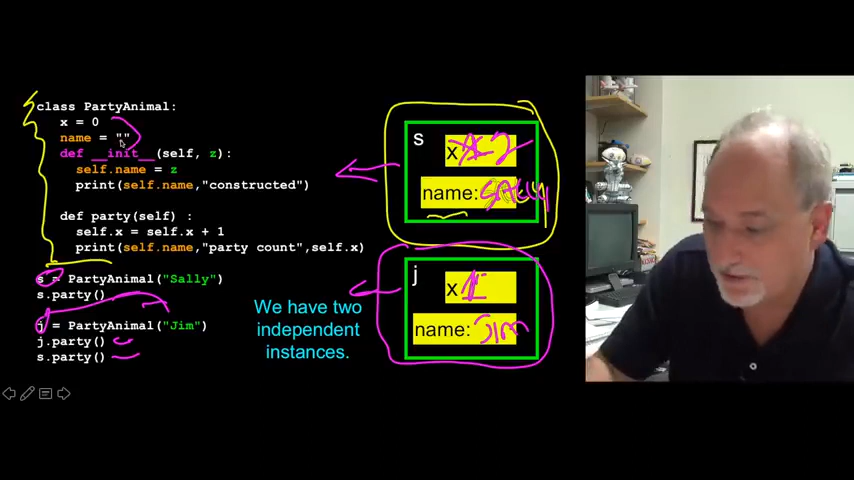 class PartyAnimal:
x = 0
name = ""
def __init__(self, z):
self.name = z
print(self.name,"constructed")
def party(self) :
self.x = self.x + 1
print(self.name,"party count",self.x)
s = PartyAnimal("Sally")
s.party()
j = PartyAnimal("Jim")
j.party()
s.party()
We have two
independent
instances.
s
x 2
name: SALLY
j
x 1
name: JIM